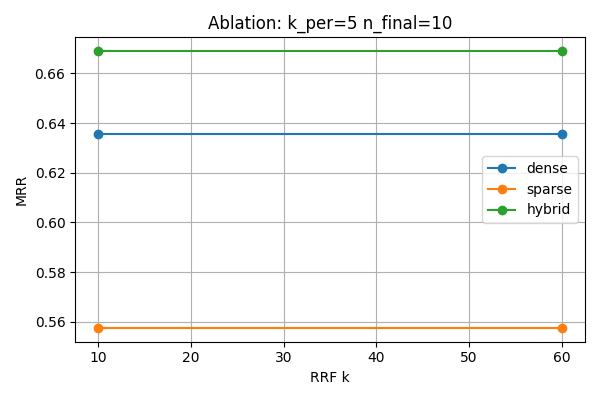 Ablation: k_per=5 n_final=10
MRR
0.66
0.64
0.62
0.60
0.58
0.56
dense
sparse
hybrid
10 20 30 40 50 60
RRF k